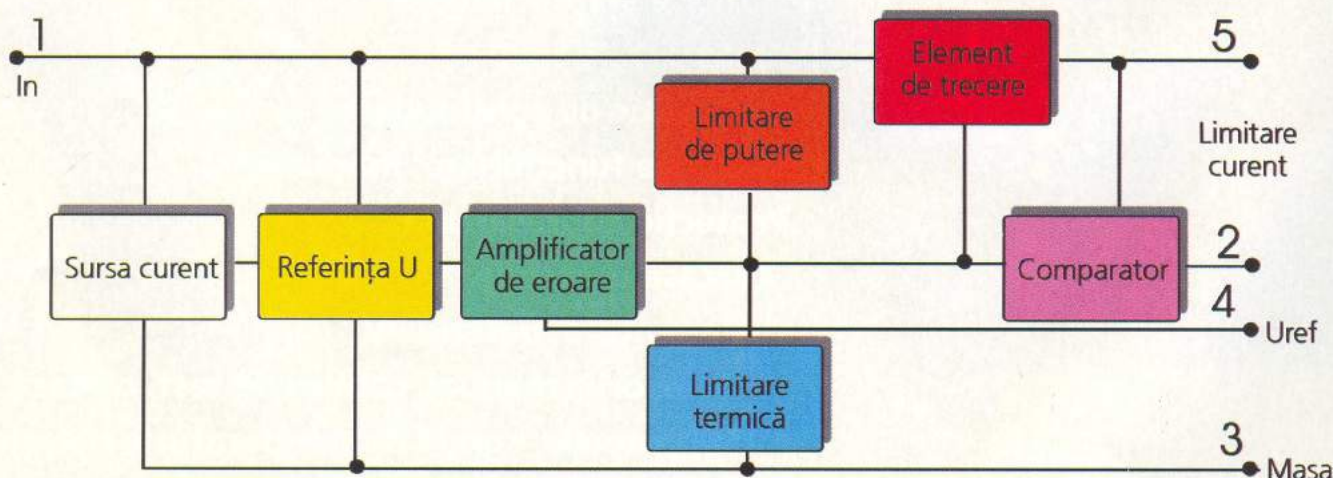 1
In
Element
de trecere
5
Limitare
de putere
Limitare
curent
Sursa curent
Referința U
Amplificator
de eroare
Comparator
2
4
Uref
Limitare
termică
3
Masa